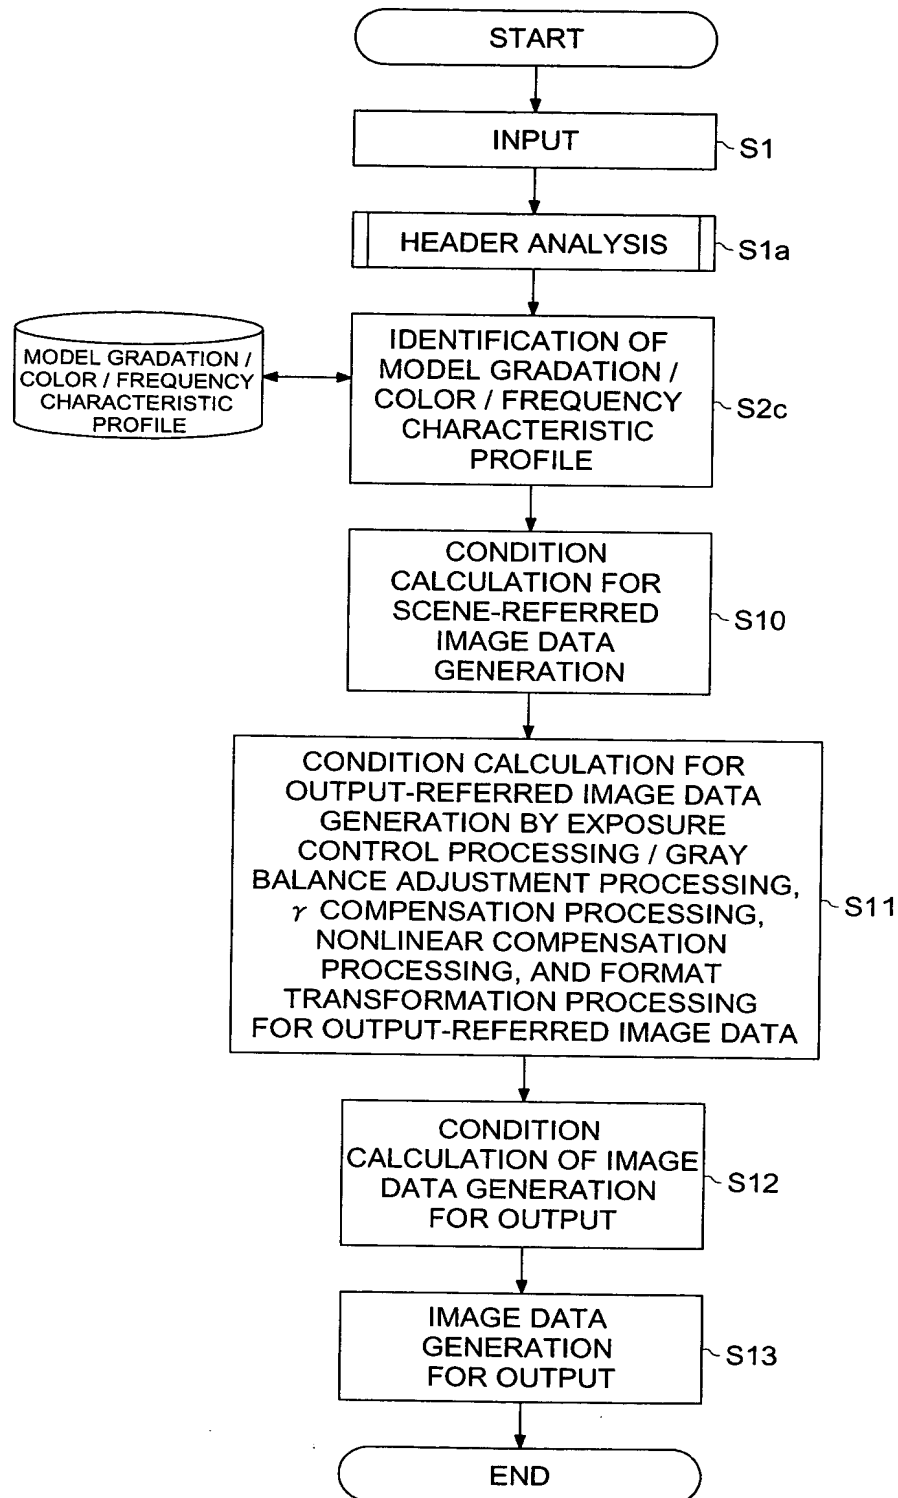 START
INPUT
S1
HEADER ANALYSIS
S1a
MODEL GRADATION /
COLOR / FREQUENCY
CHARACTERISTIC
PROFILE
IDENTIFICATION OF
MODEL GRADATION /
COLOR / FREQUENCY
CHARACTERISTIC
PROFILE
S2c
CONDITION
CALCULATION FOR
SCENE-REFERRED
IMAGE DATA
GENERATION
S10
CONDITION CALCULATION FOR
OUTPUT-REFERRED IMAGE DATA
GENERATION BY EXPOSURE
CONTROL PROCESSING / GRAY
BALANCE ADJUSTMENT PROCESSING,
γ COMPENSATION PROCESSING,
NONLINEAR COMPENSATION
PROCESSING, AND FORMAT
TRANSFORMATION PROCESSING
FOR OUTPUT-REFERRED IMAGE DATA
S11
CONDITION
CALCULATION OF IMAGE
DATA GENERATION
FOR OUTPUT
S12
IMAGE DATA
GENERATION
FOR OUTPUT
S13
END